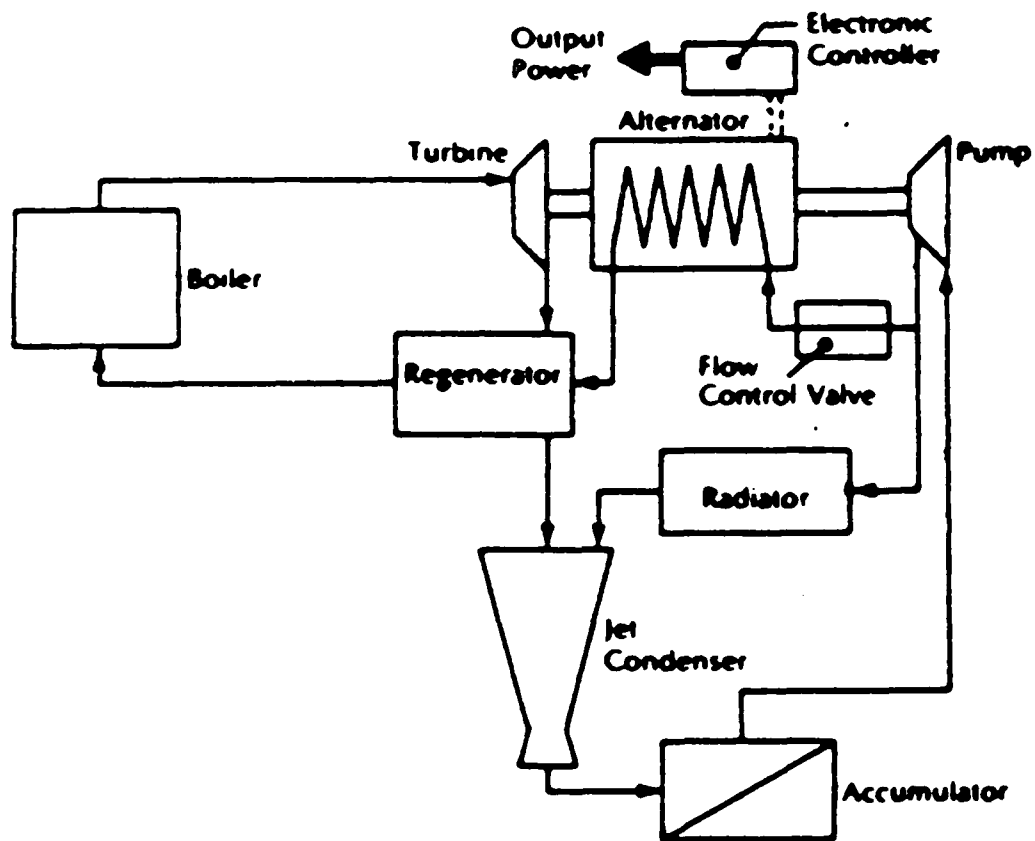 Output
Power
Electronic
Controller
Alternator
Turbine
Pump
Boiler
Regenerator
Flow
Control Valve
Radiator
Jet
Condenser
Accumulator